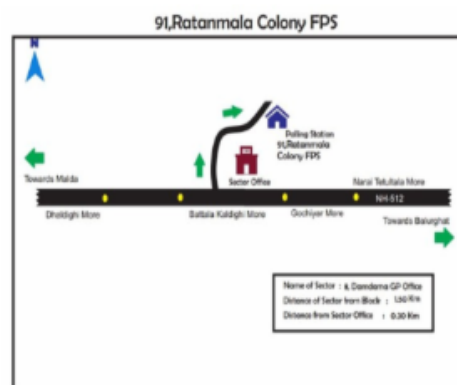 91,Ratanmala Colony FPS
N
Polling Station
91,Ratanmala
Colony FPS
Towards Malda
Sector Office
Narai Tetultala More
NH-512
Dhaldighi More
Battala Kaldighi More
Gochiyar More
Towards Balurghat
Name of Sector : 6, Damdama GP Office
Distance of Sector from Block : 1.50 Km
Distance from Sector Office : 0.30 Km